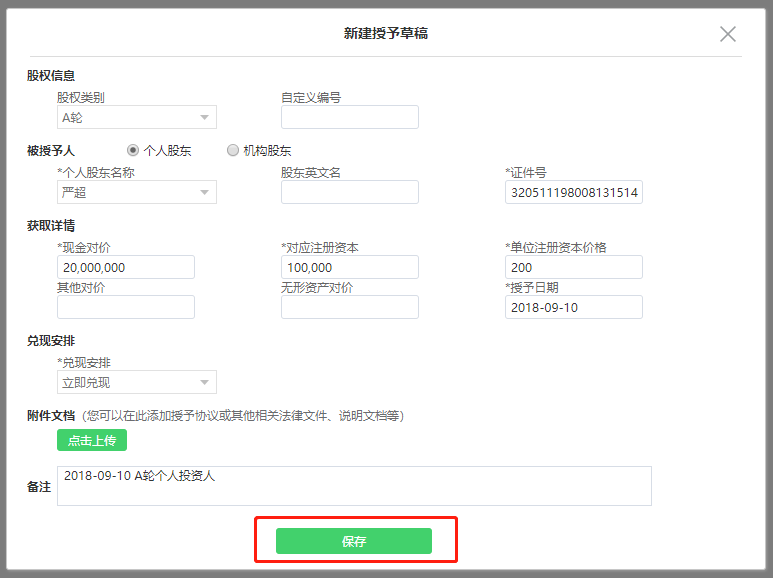 新建授予草稿
股权信息
股权类别 自定义编号
A轮
被授予人 个人股东 机构股东
*个人股东名称 股东英文名 *证件号
严超 320511198008131514
获取详情
*现金对价 *对应注册资本 *单位注册资本价格
20,000,000 100,000 200
其他对价 无形资产对价 *授予日期
2018-09-10
兑现安排
*兑现安排
立即兑现
附件文档（您可以在此添加授予协议或其他相关法律文件、说明文档等）
点击上传
备注 2018-09-10 A轮个人投资人
保存